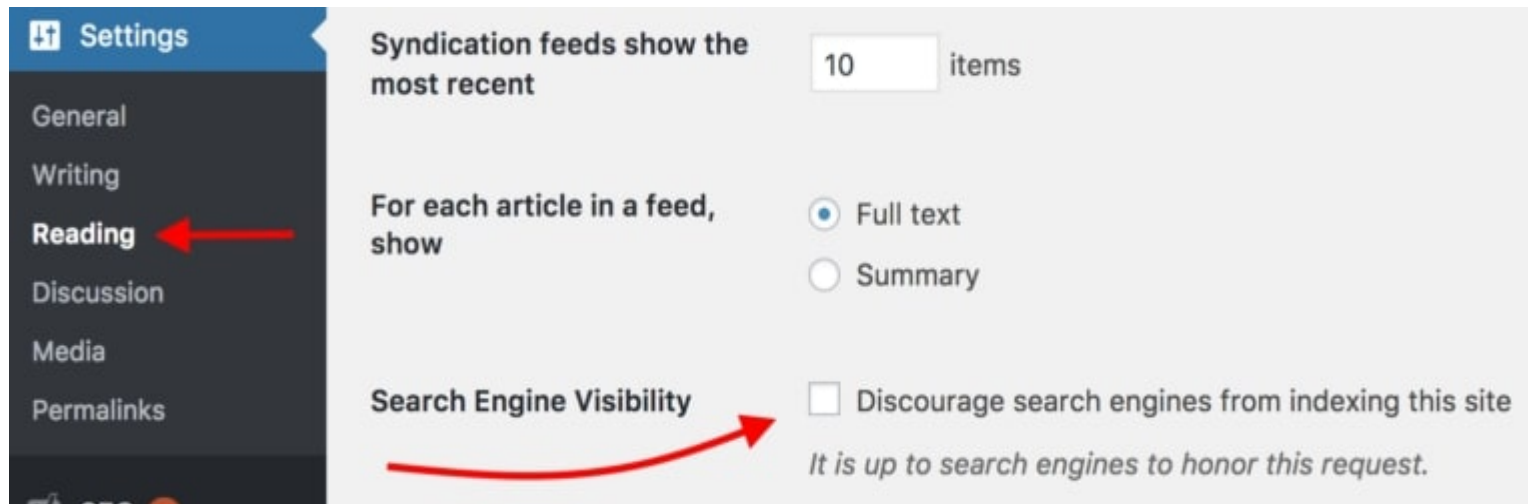 Settings
General
Writing
Reading
Discussion
Media
Permalinks
Syndication feeds show the
most recent
10 items
For each article in a feed,
show
Full text
Summary
Search Engine Visibility
Discourage search engines from indexing this site
It is up to search engines to honor this request.